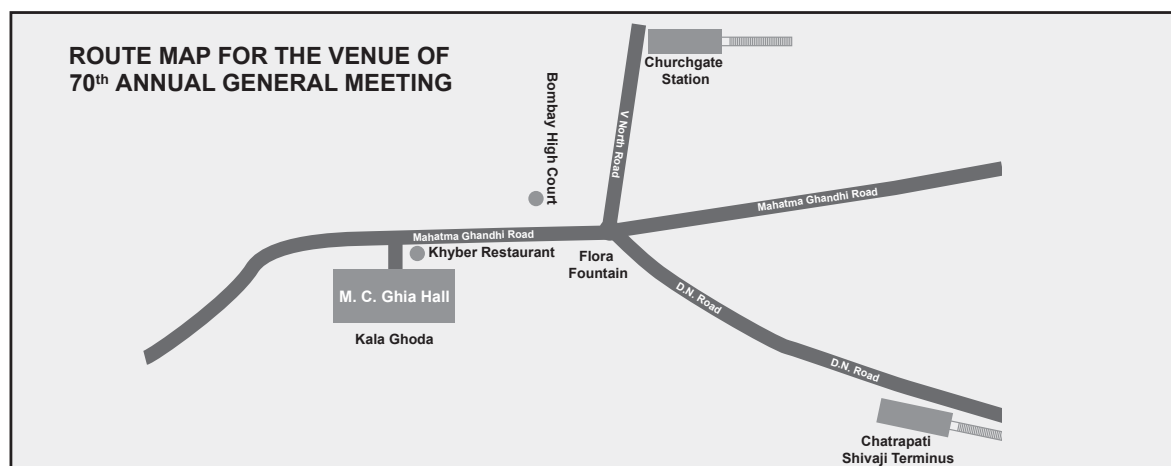 ROUTE MAP FOR THE VENUE OF
70th ANNUAL GENERAL MEETING
Churchgate
Station
Bombay High Court
V North Road
Mahatma Ghandhi Road
Mahatma Ghandhi Road
Khyber Restaurant
Flora
Fountain
M. C. Ghia Hall
Kala Ghoda
D.N. Road
D.N. Road
Chatrapati
Shivaji Terminus